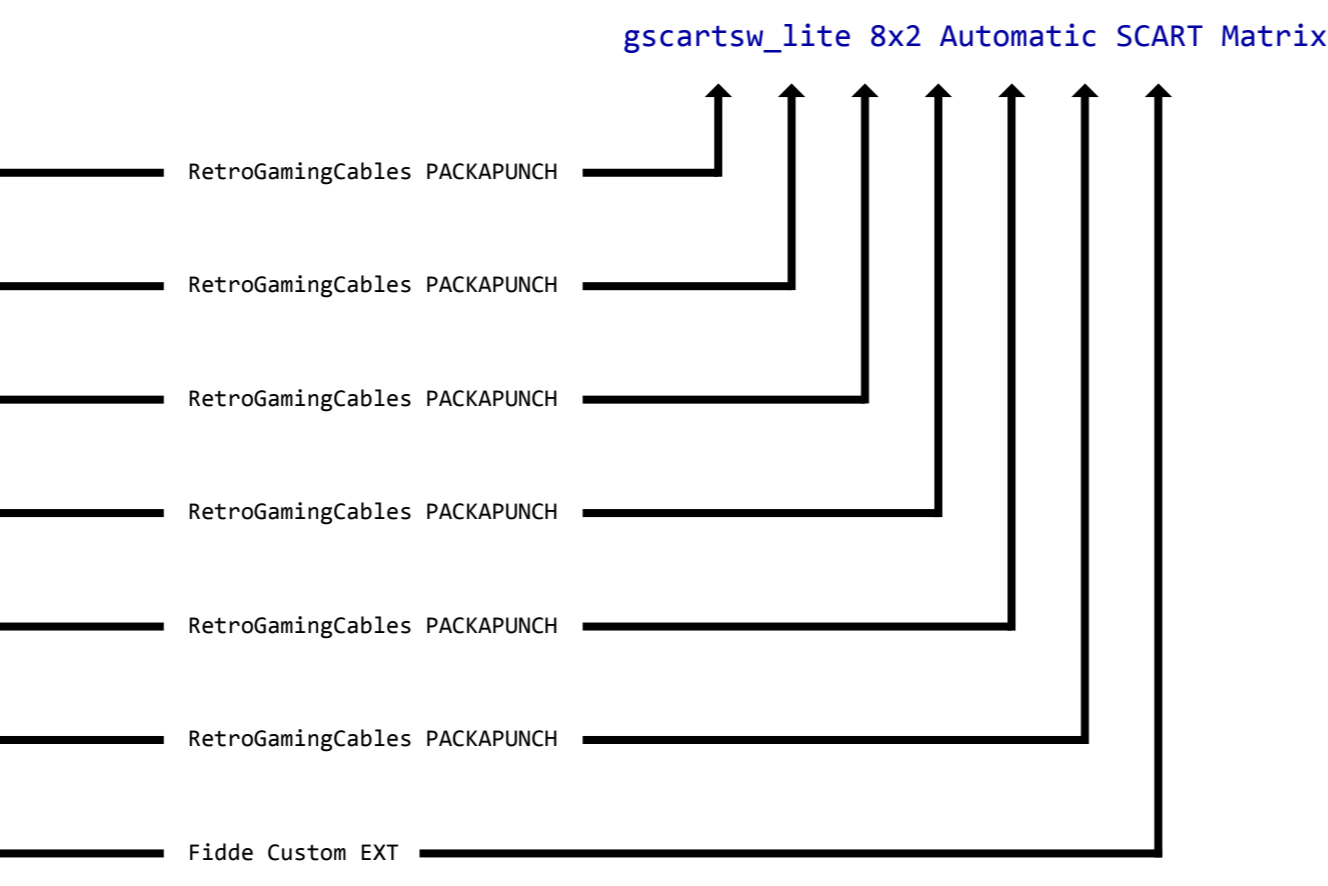 gscartsw_lite 8x2 Automatic SCART Matrix
RetroGamingCables PACKAPUNCH
RetroGamingCables PACKAPUNCH
RetroGamingCables PACKAPUNCH
RetroGamingCables PACKAPUNCH
RetroGamingCables PACKAPUNCH
RetroGamingCables PACKAPUNCH
Fidde Custom EXT